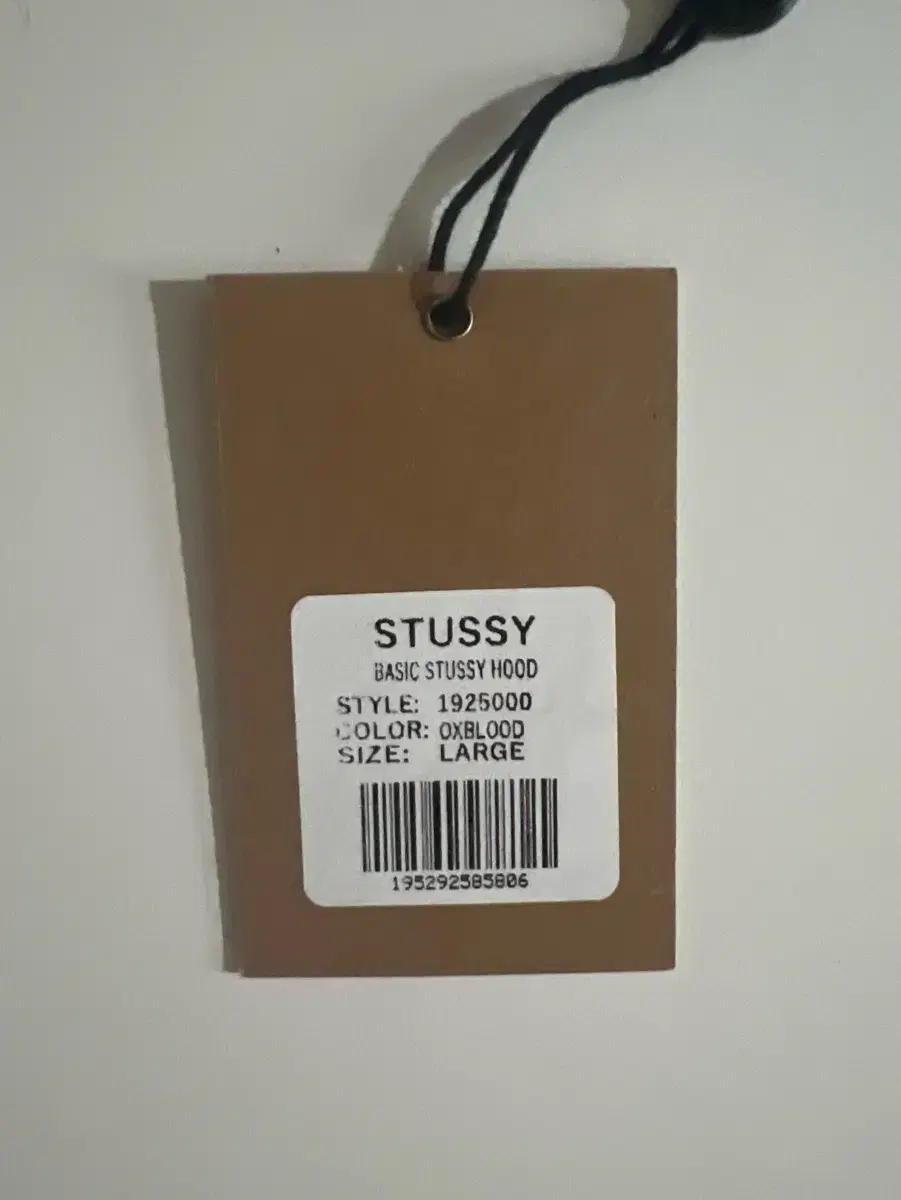 STUSSY
BASIC STUSSY HOOD
STYLE: 1925000
COLOR: OXBLOOD
SIZE: LARGE
195292585806